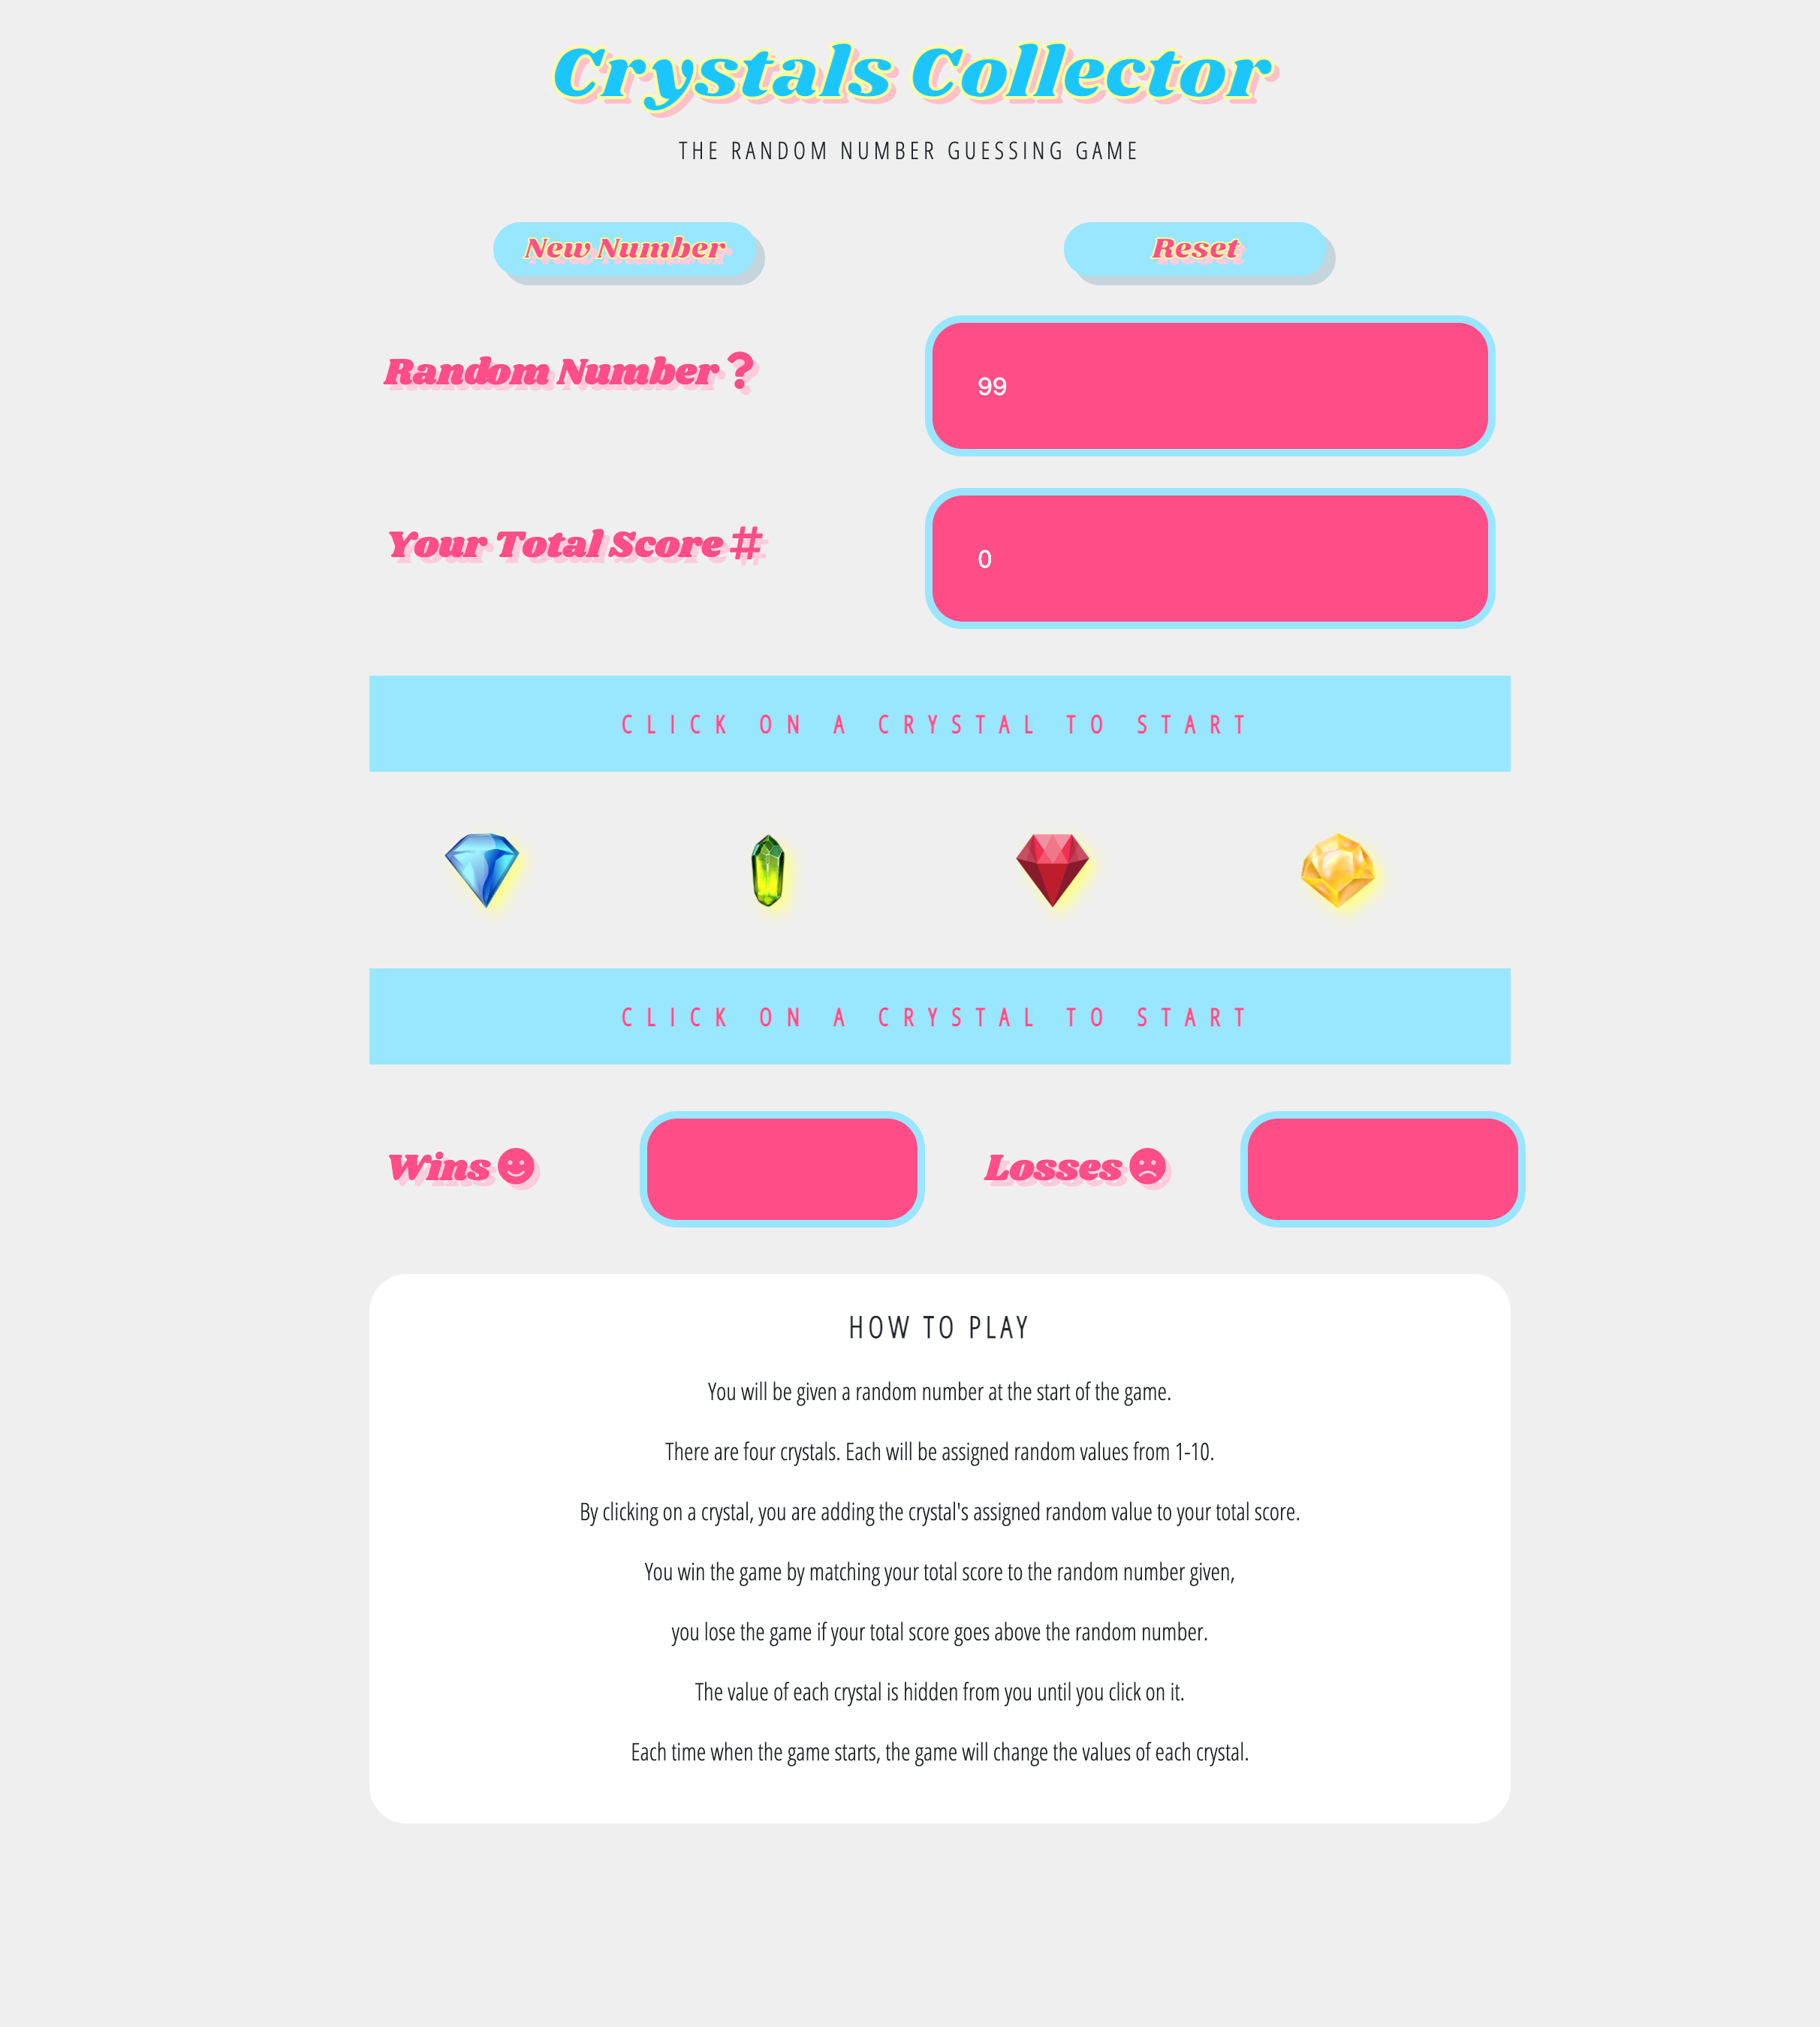 Crystals Collector
THE RANDOM NUMBER GUESSING GAME
New Number
Reset
Random Number ?
99
Your Total Score #
0
CLICK ON A CRYSTAL TO START
CLICK ON A CRYSTAL TO START
Wins
Losses
HOW TO PLAY
You will be given a random number at the start of the game.
There are four crystals. Each will be assigned random values from 1-10.
By clicking on a crystal, you are adding the crystal's assigned random value to your total score.
You win the game by matching your total score to the random number given,
you lose the game if your total score goes above the random number.
The value of each crystal is hidden from you until you click on it.
Each time when the game starts, the game will change the values of each crystal.